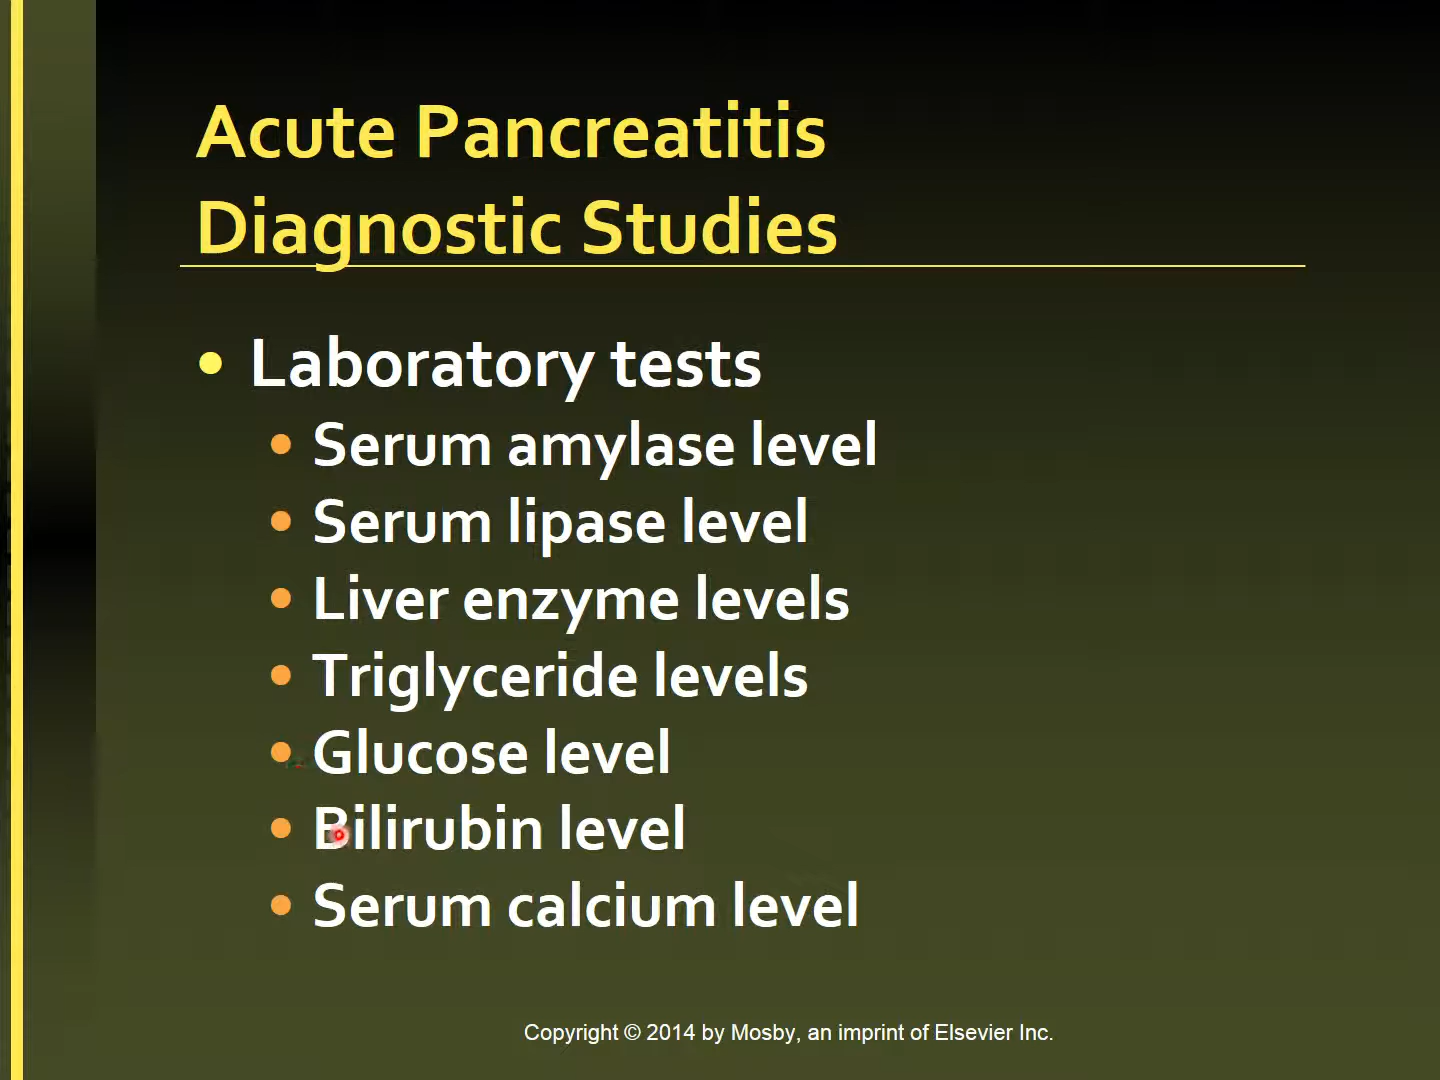 Acute Pancreatitis
Diagnostic Studies
• Laboratory tests
• Serum amylase level
• Serum lipase level
• Liver enzyme levels
• Triglyceride levels
• Glucose level
• Bilirubin level
• Serum calcium level
Copyright © 2014 by Mosby, an imprint of Elsevier Inc.